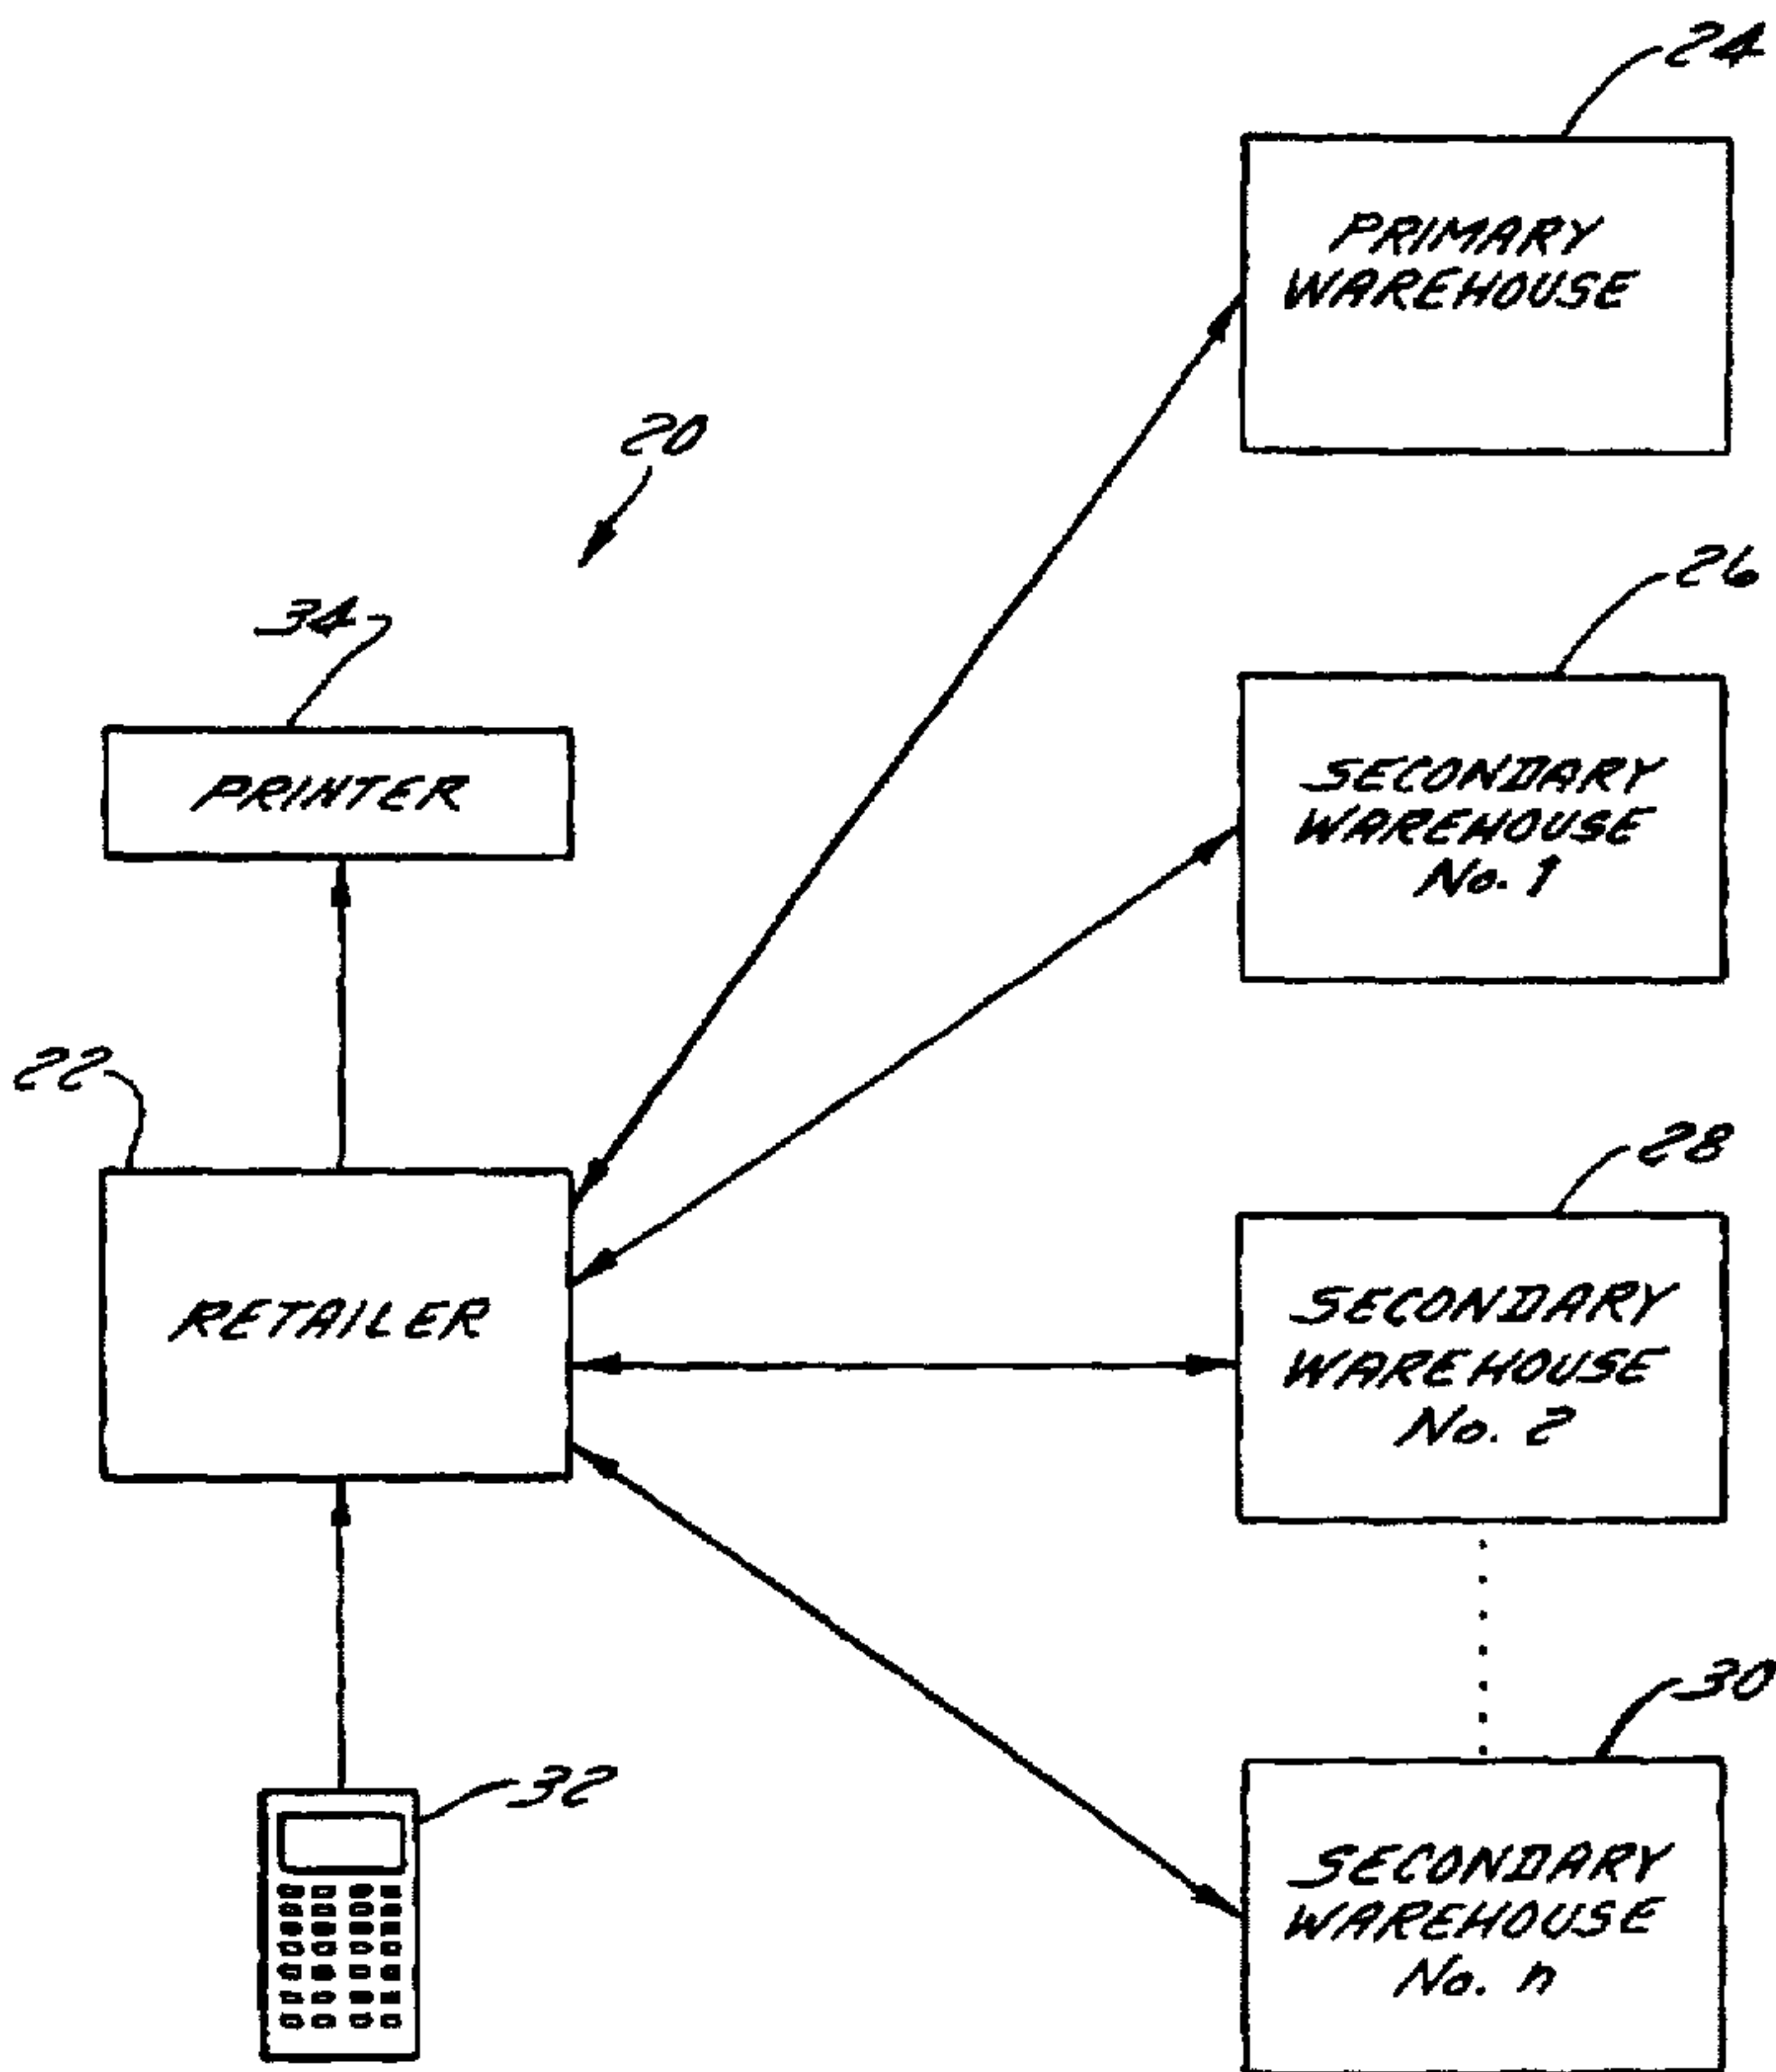 24
PRIMARY
WAREHOUSE
20
26
34
PRINTER
SECONDARY
WAREHOUSE
No. 1
22
28
RETAILER
SECONDARY
WAREHOUSE
No. 2
30
32
SECONDARY
WAREHOUSE
No. n